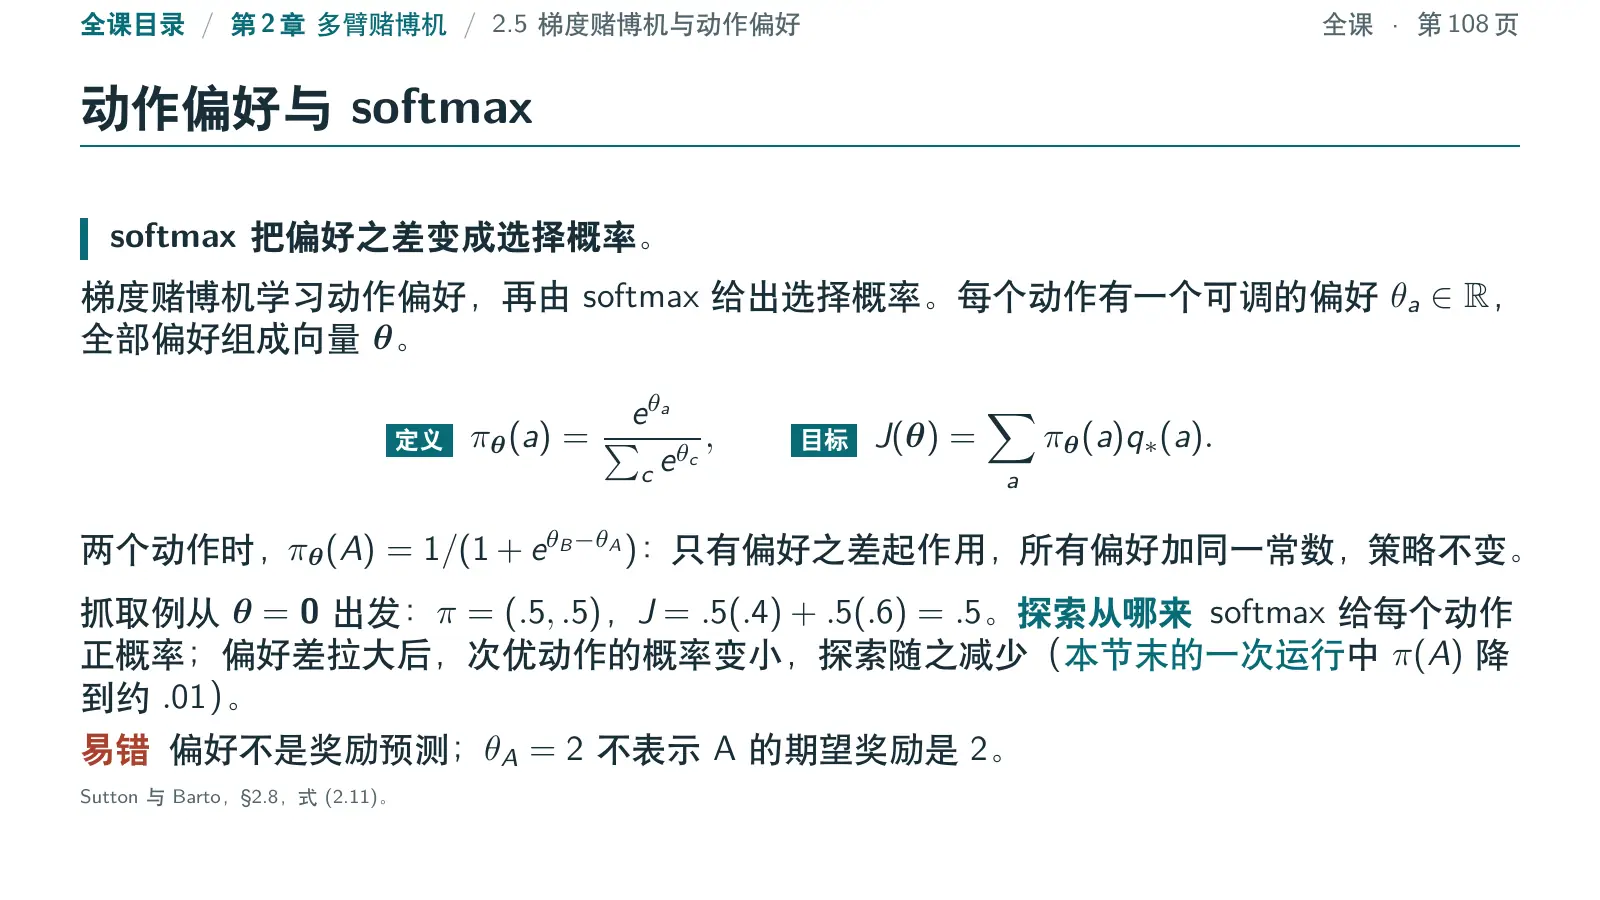 全课目录 / 第 2 章 多臂赌博机 / 2.5 梯度赌博机与动作偏好
全课 · 第 108 页
动作偏好与 softmax
softmax 把偏好之差变成选择概率。
梯度赌博机学习动作偏好，再由 softmax 给出选择概率。每个动作有一个可调的偏好 θ_a ∈ ℝ，
全部偏好组成向量 θ。
定义 π_θ(a) = e^{θ_a} / ∑_c e^{θ_c}, 目标 J(θ) = ∑_a π_θ(a)q_*(a).
两个动作时，π_θ(A) = 1/(1 + e^{θ_B−θ_A})：只有偏好之差起作用，所有偏好加同一常数，策略不变。
抓取例从 θ = 0 出发：π = (.5, .5)，J = .5(.4) + .5(.6) = .5。探索从哪来 softmax 给每个动作
正概率；偏好差拉大后，次优动作的概率变小，探索随之减少（本节末的一次运行中 π(A) 降
到约 .01）。
易错 偏好不是奖励预测；θ_A = 2 不表示 A 的期望奖励是 2。
Sutton 与 Barto，§2.8，式 (2.11)。